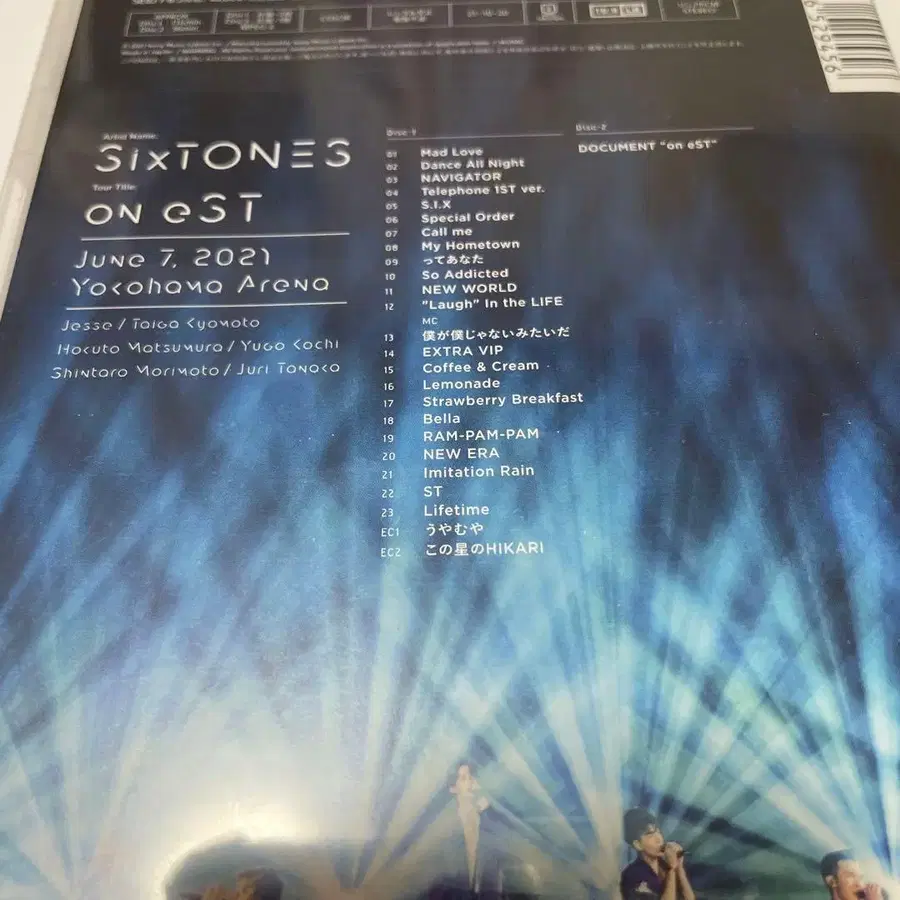 Artist Name:
SixTONES
Tour Title:
on eST
June 7, 2021
Yokohama Arena
Jesse / Taiga Kyomoto
Hokuto Matsumura / Yugo Kochi
Shintaro Morimoto / Juri Tanaka
Disc-1
01 Mad Love
02 Dance All Night
03 NAVIGATOR
04 Telephone 1ST ver.
05 S.I.X
06 Special Order
07 Call me
08 My Hometown
09 ってあなた
10 So Addicted
11 NEW WORLD
12 "Laugh" In the LIFE
MC
13 僕が僕じゃないみたいだ
14 EXTRA VIP
15 Coffee & Cream
16 Lemonade
17 Strawberry Breakfast
18 Bella
19 RAM-PAM-PAM
20 NEW ERA
21 Imitation Rain
22 ST
23 Lifetime
EC1 うやむや
EC2 この星のHIKARI
Disc-2
DOCUMENT "on eST"